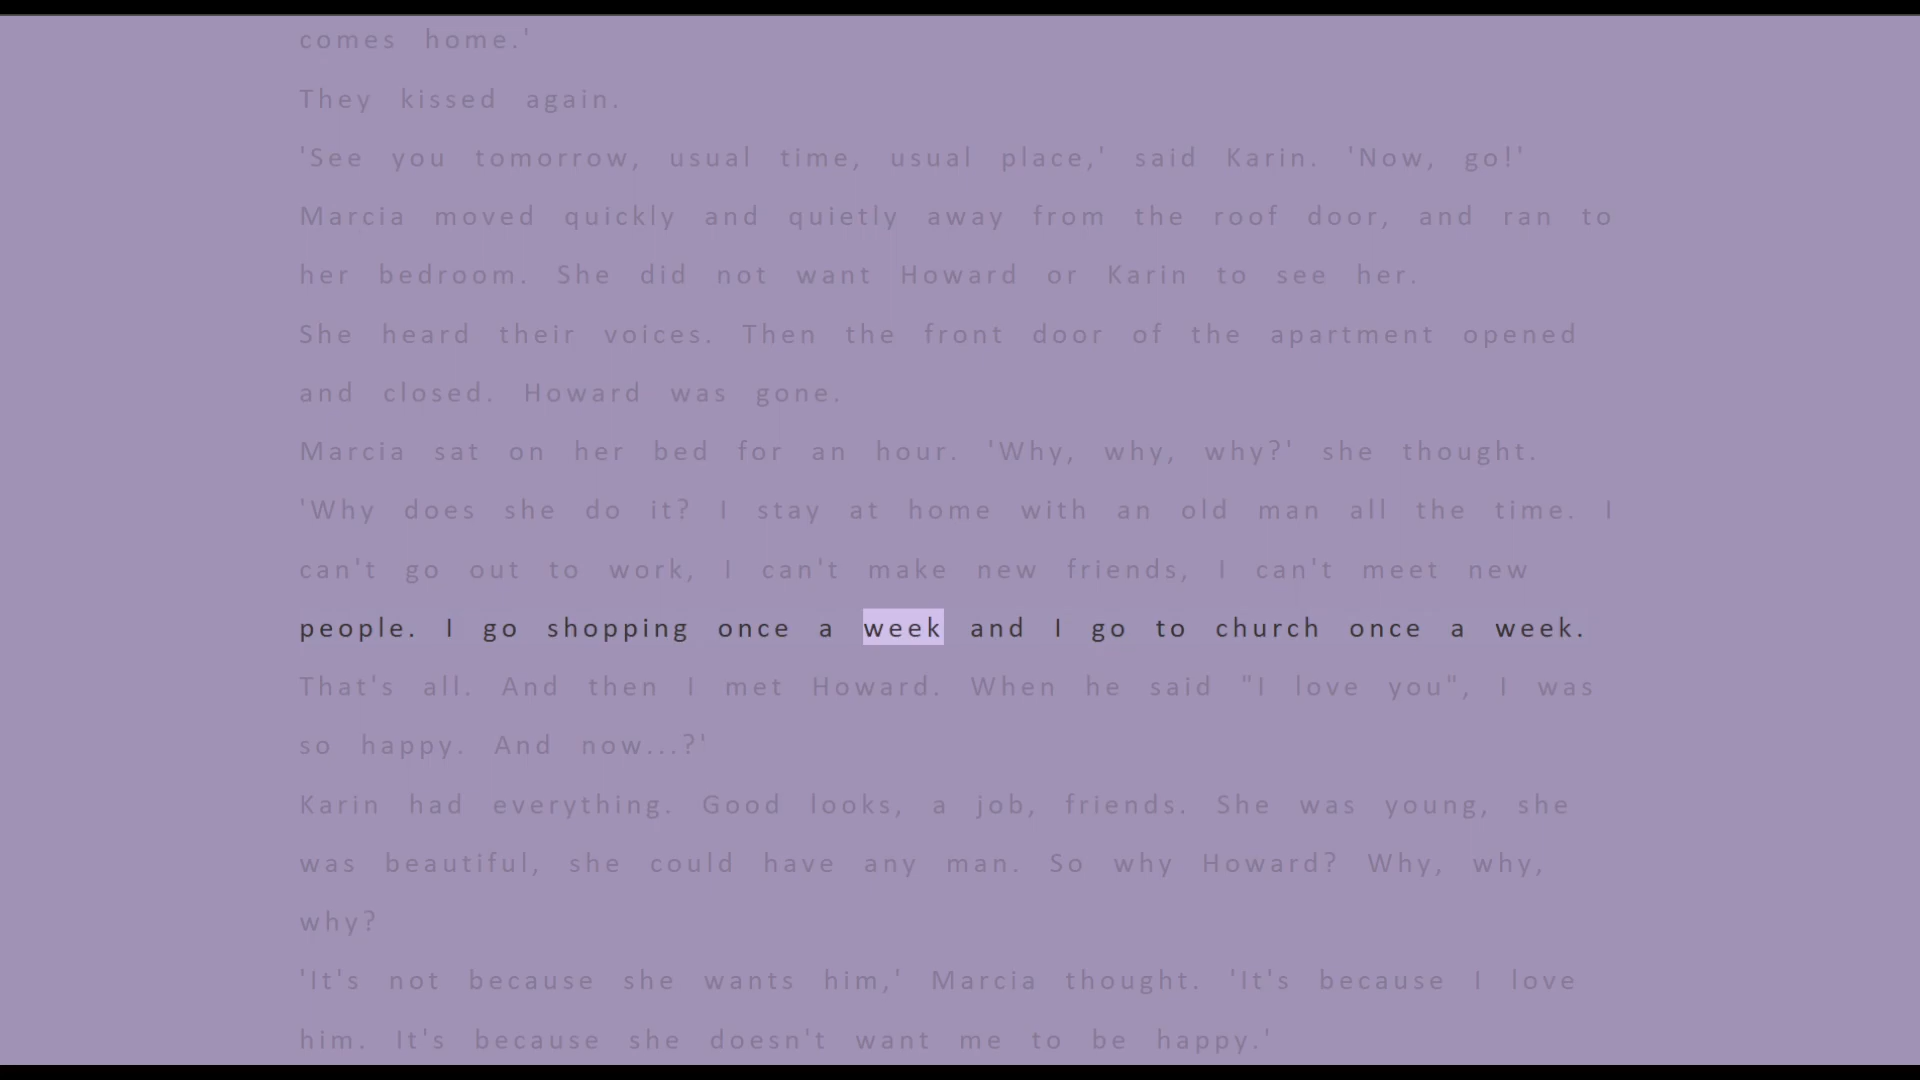 comes home.'
They kissed again.
'See you tomorrow, usual time, usual place,' said Karin. 'Now, go!'
Marcia moved quickly and quietly away from the roof door, and ran to
her bedroom. She did not want Howard or Karin to see her.
She heard their voices. Then the front door of the apartment opened
and closed. Howard was gone.
Marcia sat on her bed for an hour. 'Why, why, why?' she thought.
'Why does she do it? I stay at home with an old man all the time. I
can't go out to work, I can't make new friends, I can't meet new
people. I go shopping once a week and I go to church once a week.
That's all. And then I met Howard. When he said "I love you", I was
so happy. And now...?'
Karin had everything. Good looks, a job, friends. She was young, she
was beautiful, she could have any man. So why Howard? Why, why,
why?
'It's not because she wants him,' Marcia thought. 'It's because I love
him. It's because she doesn't want me to be happy.'